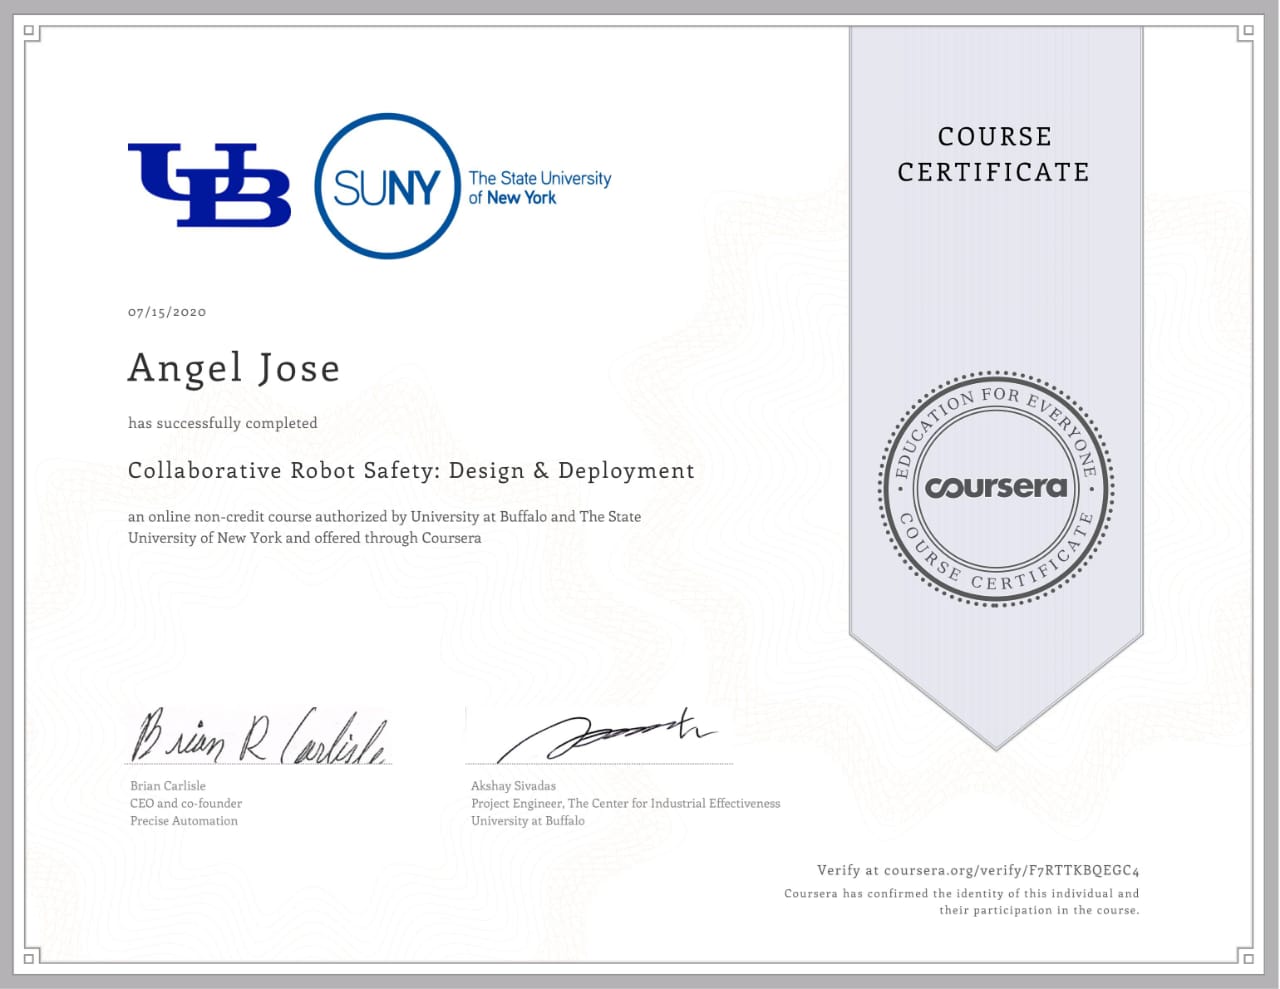 UB
SUNY
The State University
of New York
COURSE
CERTIFICATE
07/15/2020
Angel Jose
has successfully completed
Collaborative Robot Safety: Design & Deployment
an online non-credit course authorized by University at Buffalo and The State
University of New York and offered through Coursera
EDUCATION FOR EVERYONE
coursera
COURSE CERTIFICATE
Brian R Carlisle
Brian Carlisle
CEO and co-founder
Precise Automation
Akshay Sivadas
Project Engineer, The Center for Industrial Effectiveness
University at Buffalo
Verify at coursera.org/verify/F7RTTKBQEGC4
Coursera has confirmed the identity of this individual and
their participation in the course.